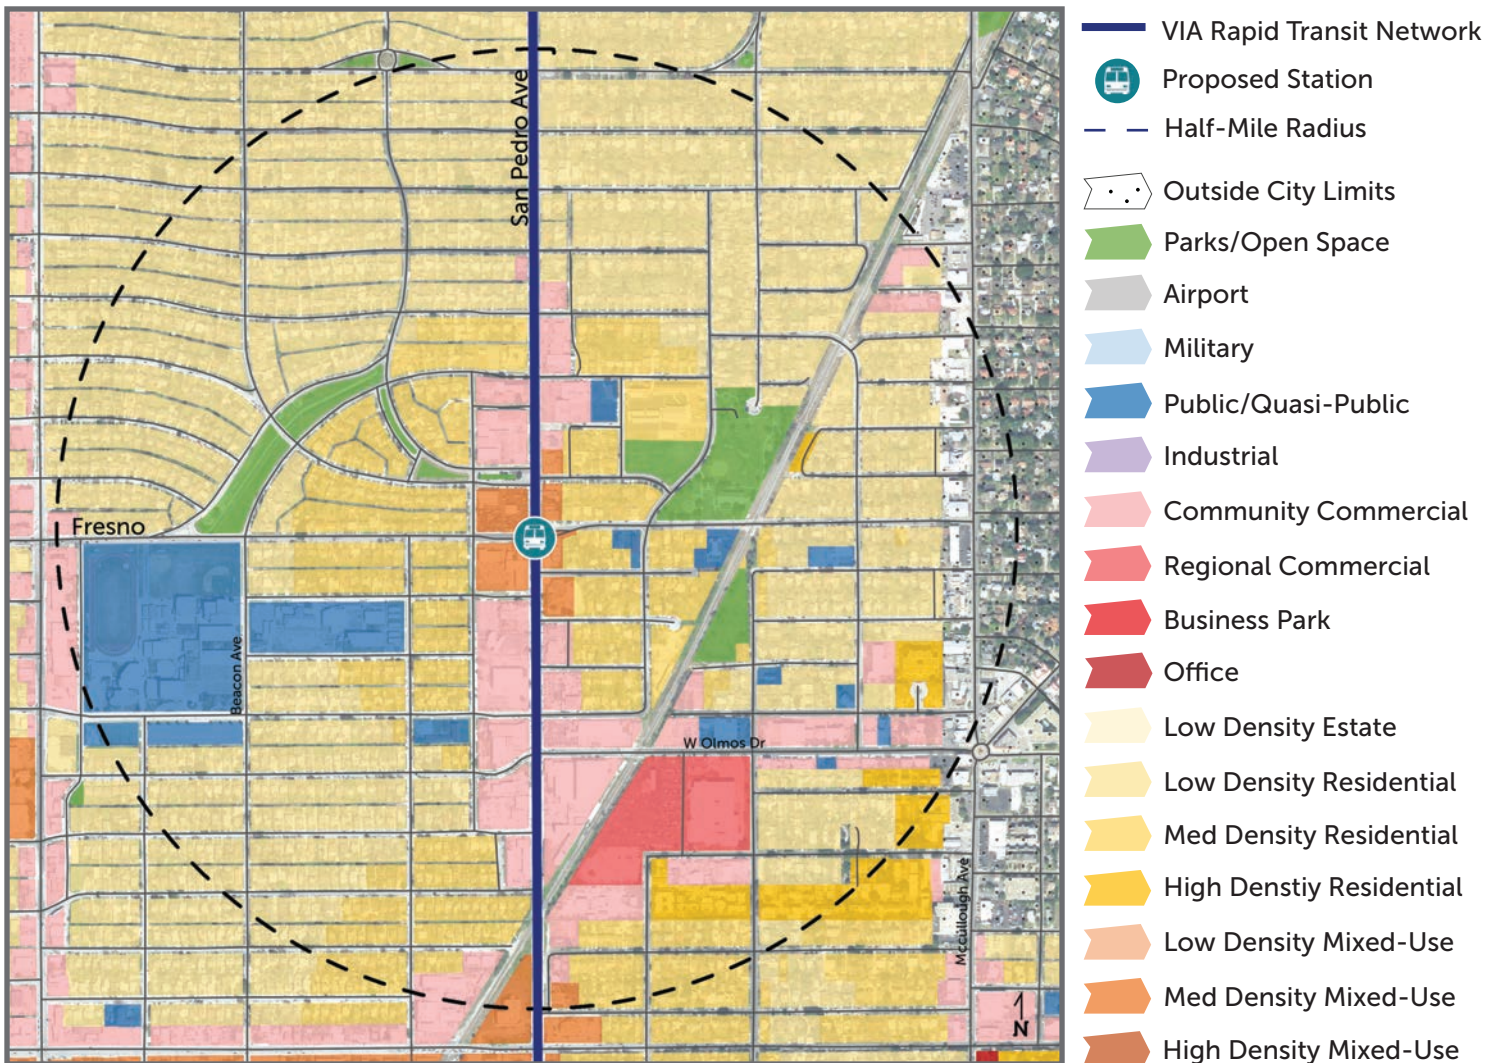 San Pedro Ave
Fresno
Beacon Ave
W Olmos Dr
Mccullough Ave
N
VIA Rapid Transit Network
Proposed Station
Half-Mile Radius
Outside City Limits
Parks/Open Space
Airport
Military
Public/Quasi-Public
Industrial
Community Commercial
Regional Commercial
Business Park
Office
Low Density Estate
Low Density Residential
Med Density Residential
High Denstiy Residential
Low Density Mixed-Use
Med Density Mixed-Use
High Density Mixed-Use